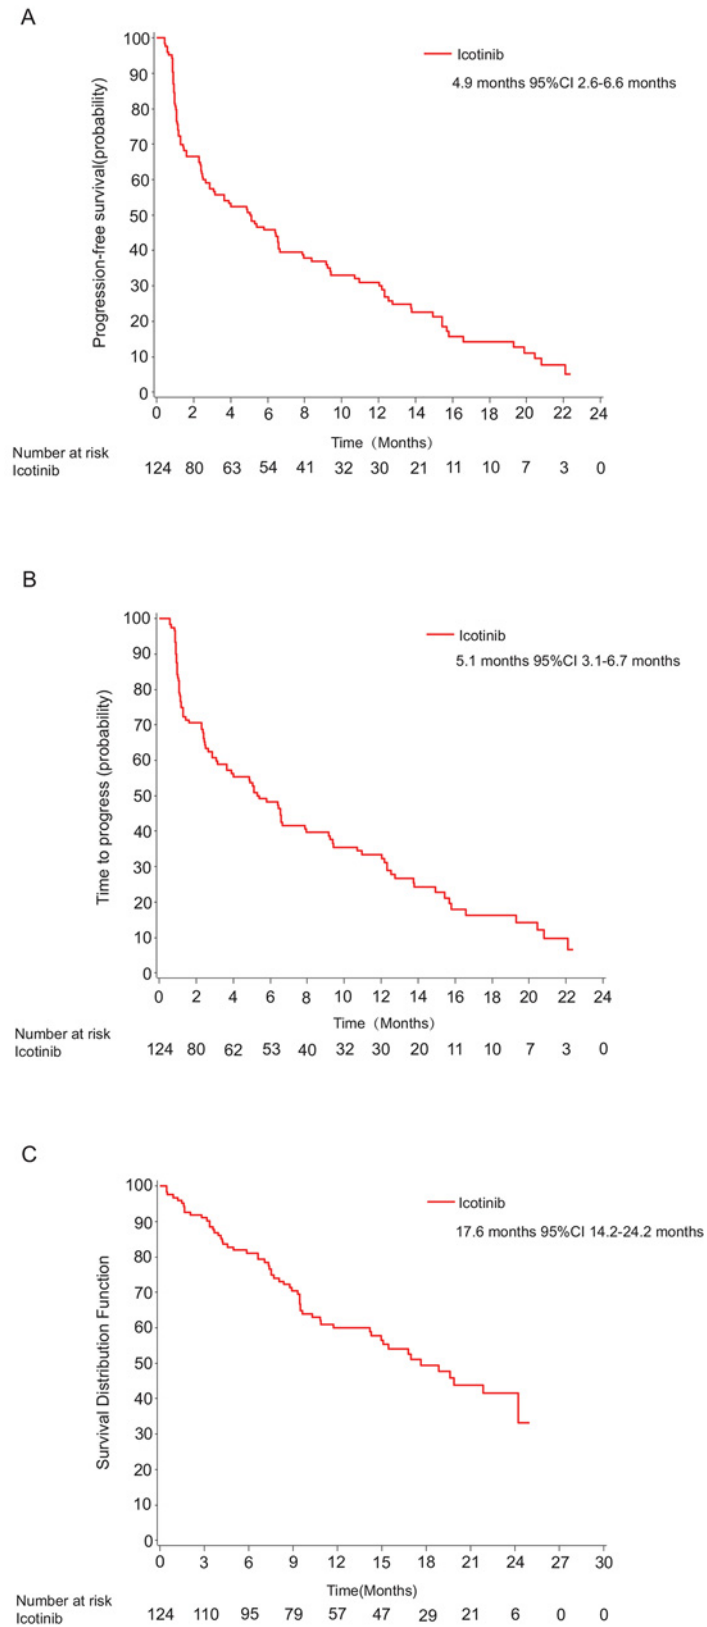 A
Progression-free survival(probability)
100
90
80
70
60
50
40
30
20
10
0
Icotinib
4.9 months 95%CI 2.6-6.6 months
0 2 4 6 8 10 12 14 16 18 20 22 24
Time（Months）
Number at risk
Icotinib 124 80 63 54 41 32 30 21 11 10 7 3 0
B
Time to progress (probability)
100
90
80
70
60
50
40
30
20
10
0
Icotinib
5.1 months 95%CI 3.1-6.7 months
0 2 4 6 8 10 12 14 16 18 20 22 24
Time（Months）
Number at risk
Icotinib 124 80 62 53 40 32 30 20 11 10 7 3 0
C
Survival Distribution Function
100
90
80
70
60
50
40
30
20
10
0
Icotinib
17.6 months 95%CI 14.2-24.2 months
0 3 6 9 12 15 18 21 24 27 30
Time(Months)
Number at risk
Icotinib 124 110 95 79 57 47 29 21 6 0 0